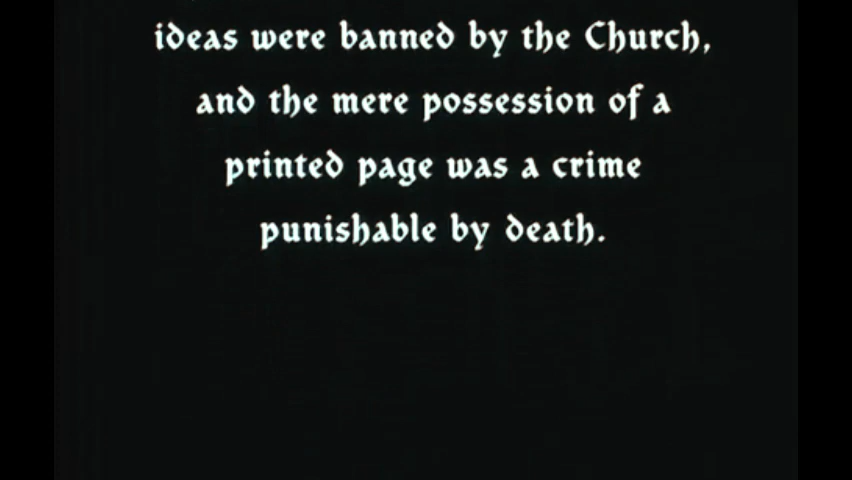 ideas were banned by the Church,
and the mere possession of a
printed page was a crime
punishable by death.